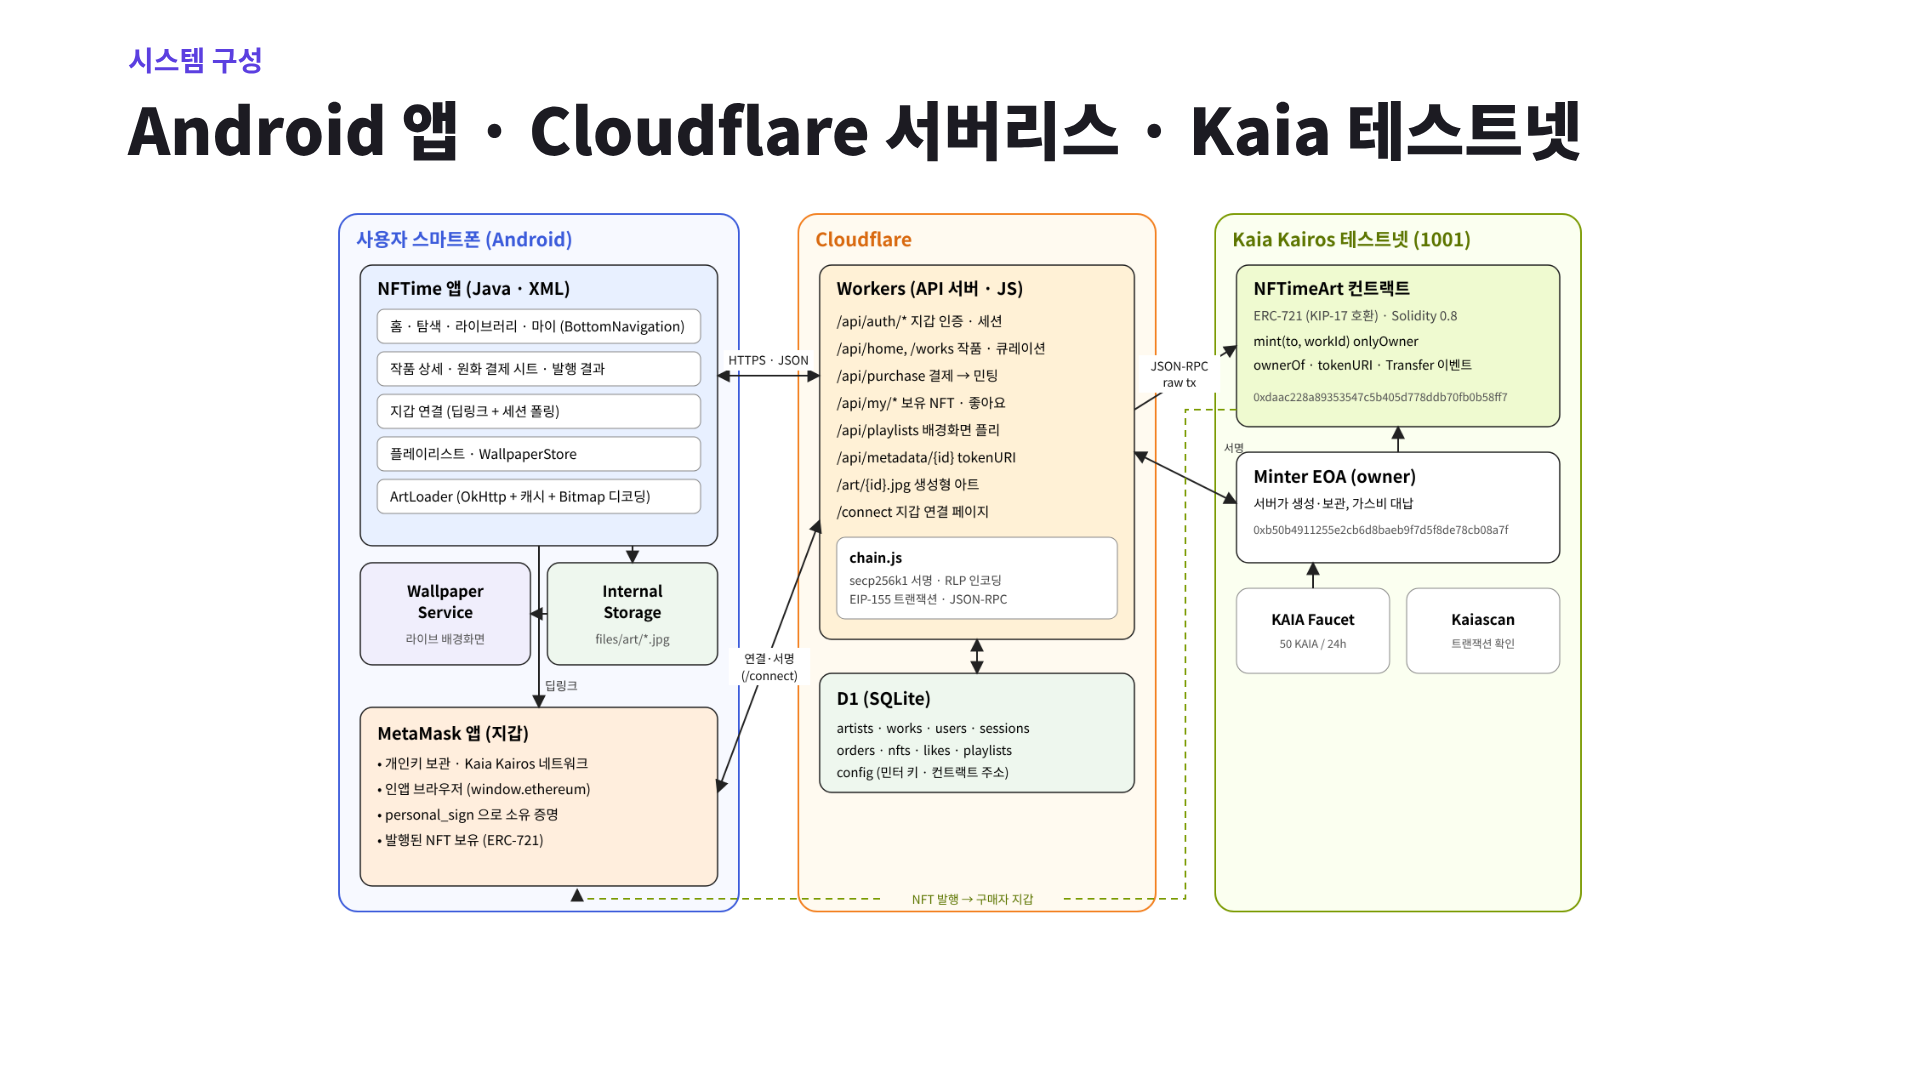 시스템 구성
Android 앱 · Cloudflare 서버리스 · Kaia 테스트넷
사용자 스마트폰 (Android)
NFTime 앱 (Java · XML)
홈 · 탐색 · 라이브러리 · 마이 (BottomNavigation)
작품 상세 · 원화 결제 시트 · 발행 결과
지갑 연결 (딥링크 + 세션 폴링)
플레이리스트 · WallpaperStore
ArtLoader (OkHttp + 캐시 + Bitmap 디코딩)
Wallpaper
Service
라이브 배경화면
Internal
Storage
files/art/*.jpg
딥링크
MetaMask 앱 (지갑)
• 개인키 보관 · Kaia Kairos 네트워크
• 인앱 브라우저 (window.ethereum)
• personal_sign 으로 소유 증명
• 발행된 NFT 보유 (ERC-721)
HTTPS · JSON
연결·서명
(/connect)
Cloudflare
Workers (API 서버 · JS)
/api/auth/* 지갑 인증 · 세션
/api/home, /works 작품 · 큐레이션
/api/purchase 결제 → 민팅
/api/my/* 보유 NFT · 좋아요
/api/playlists 배경화면 플리
/api/metadata/{id} tokenURI
/art/{id}.jpg 생성형 아트
/connect 지갑 연결 페이지
chain.js
secp256k1 서명 · RLP 인코딩
EIP-155 트랜잭션 · JSON-RPC
D1 (SQLite)
artists · works · users · sessions
orders · nfts · likes · playlists
config (민터 키 · 컨트랙트 주소)
NFT 발행 → 구매자 지갑
JSON-RPC
raw tx
서명
Kaia Kairos 테스트넷 (1001)
NFTimeArt 컨트랙트
ERC-721 (KIP-17 호환) · Solidity 0.8
mint(to, workId) onlyOwner
ownerOf · tokenURI · Transfer 이벤트
0xdaac228a89353547c5b405d778ddb70fb0b58ff7
Minter EOA (owner)
서버가 생성·보관, 가스비 대납
0xb50b4911255e2cb6d8baeb9f7d5f8de78cb08a7f
KAIA Faucet
50 KAIA / 24h
Kaiascan
트랜잭션 확인